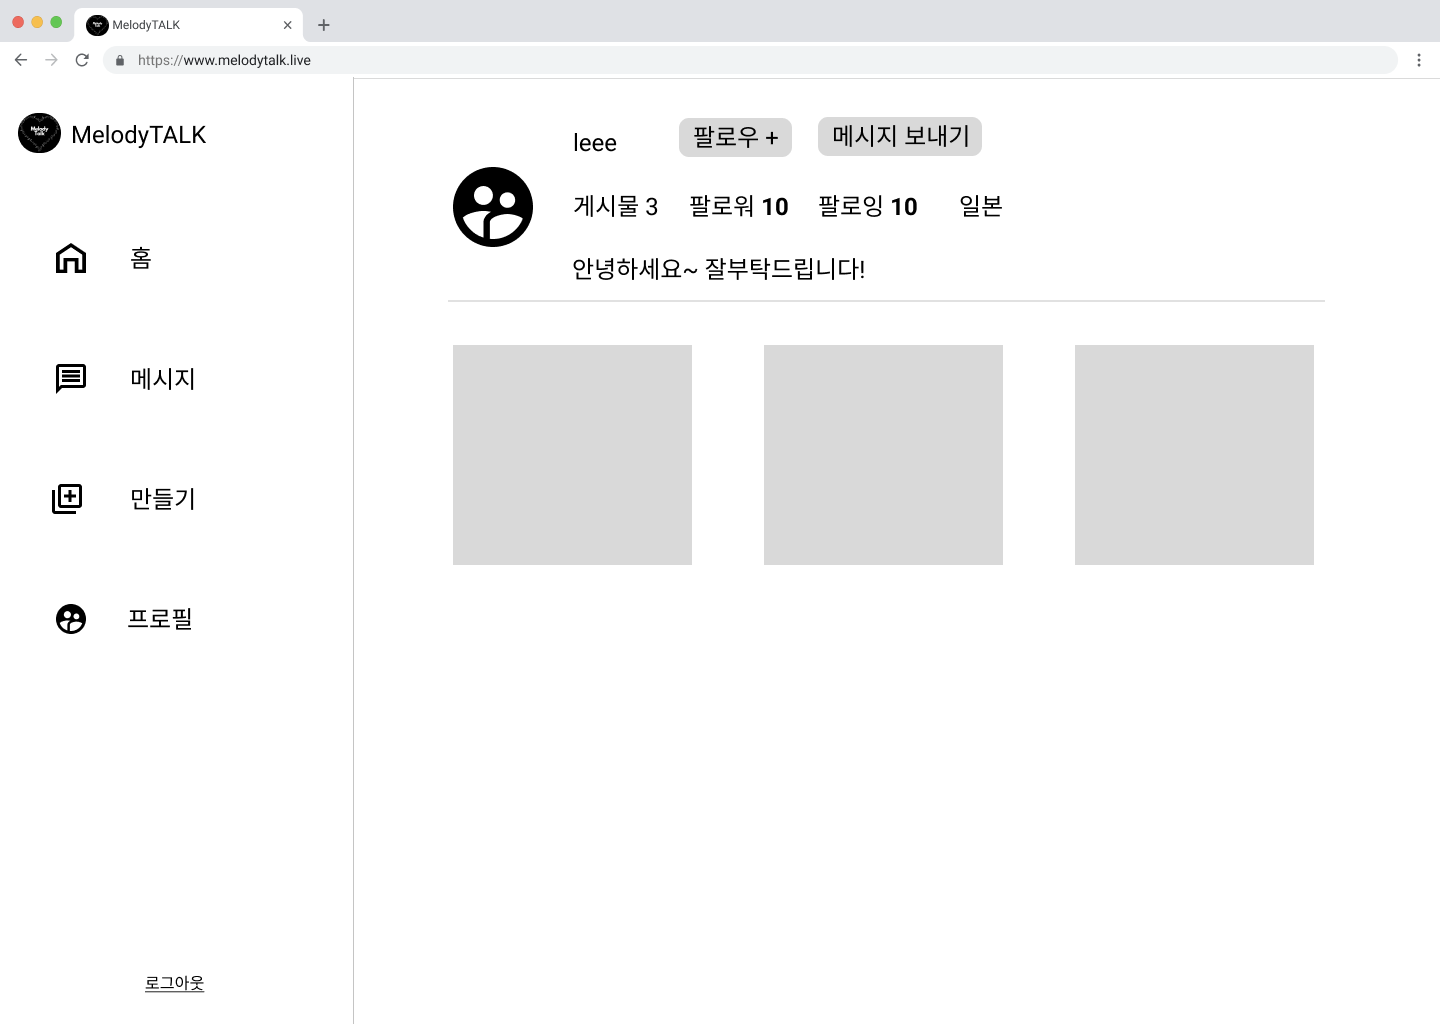 MelodyTALK
https://www.melodytalk.live
Melody
Talk
MelodyTALK
홈
메시지
만들기
프로필
로그아웃
leee 팔로우 + 메시지 보내기
게시물 3 팔로워 10 팔로잉 10 일본
안녕하세요~ 잘부탁드립니다!